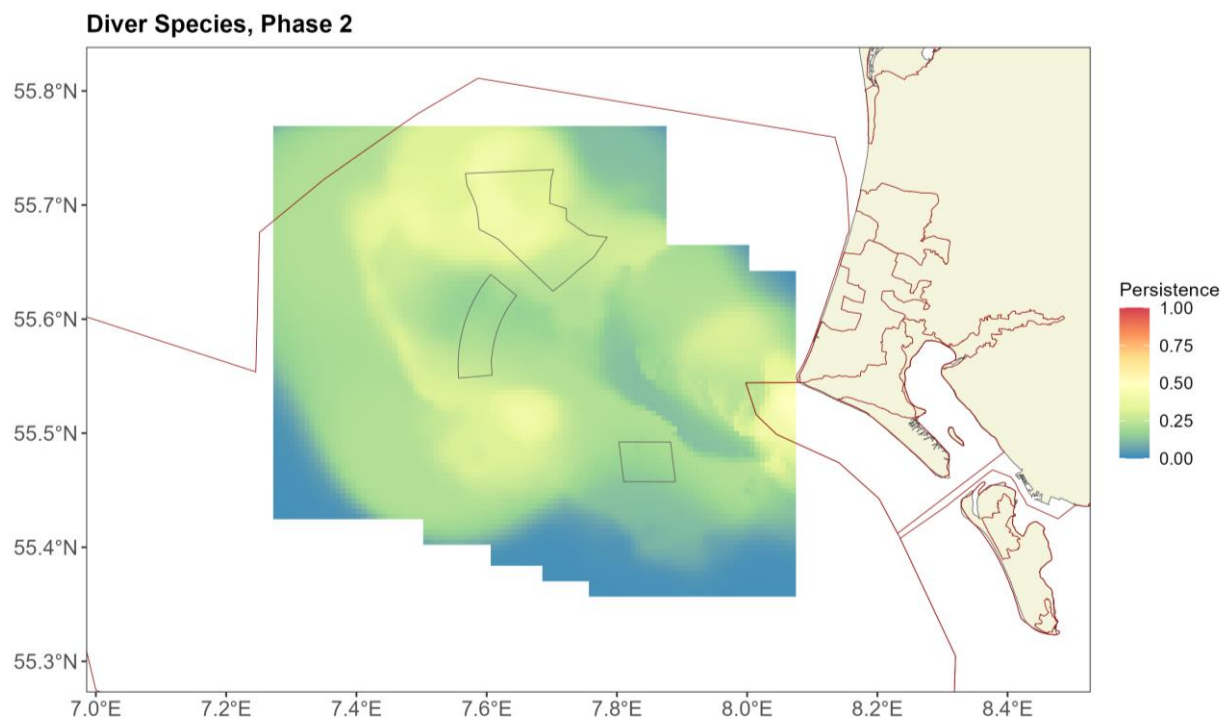 Diver Species, Phase 2
55.8°N
55.7°N
55.6°N
55.5°N
55.4°N
55.3°N
7.0°E 7.2°E 7.4°E 7.6°E 7.8°E 8.0°E 8.2°E 8.4°E
Persistence
1.00
0.75
0.50
0.25
0.00